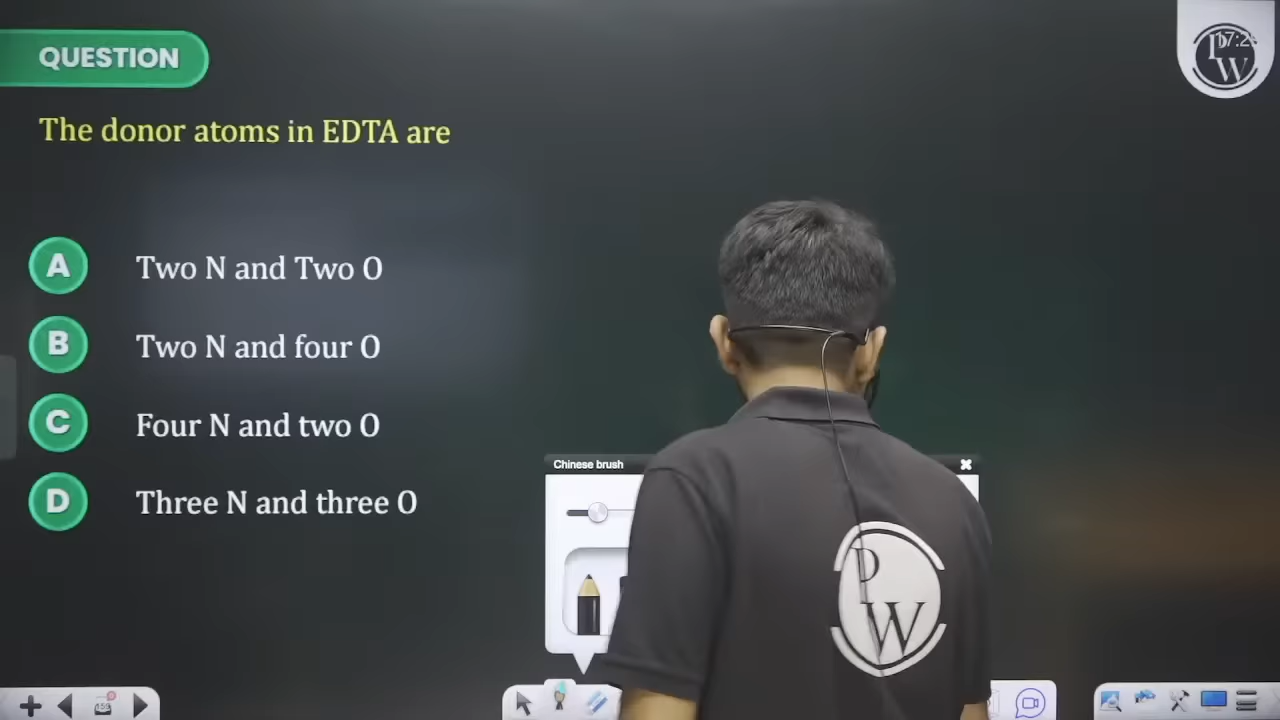 QUESTION
The donor atoms in EDTA are
A Two N and Two O
B Two N and four O
C Four N and two O
D Three N and three O
Chinese brush
P
W